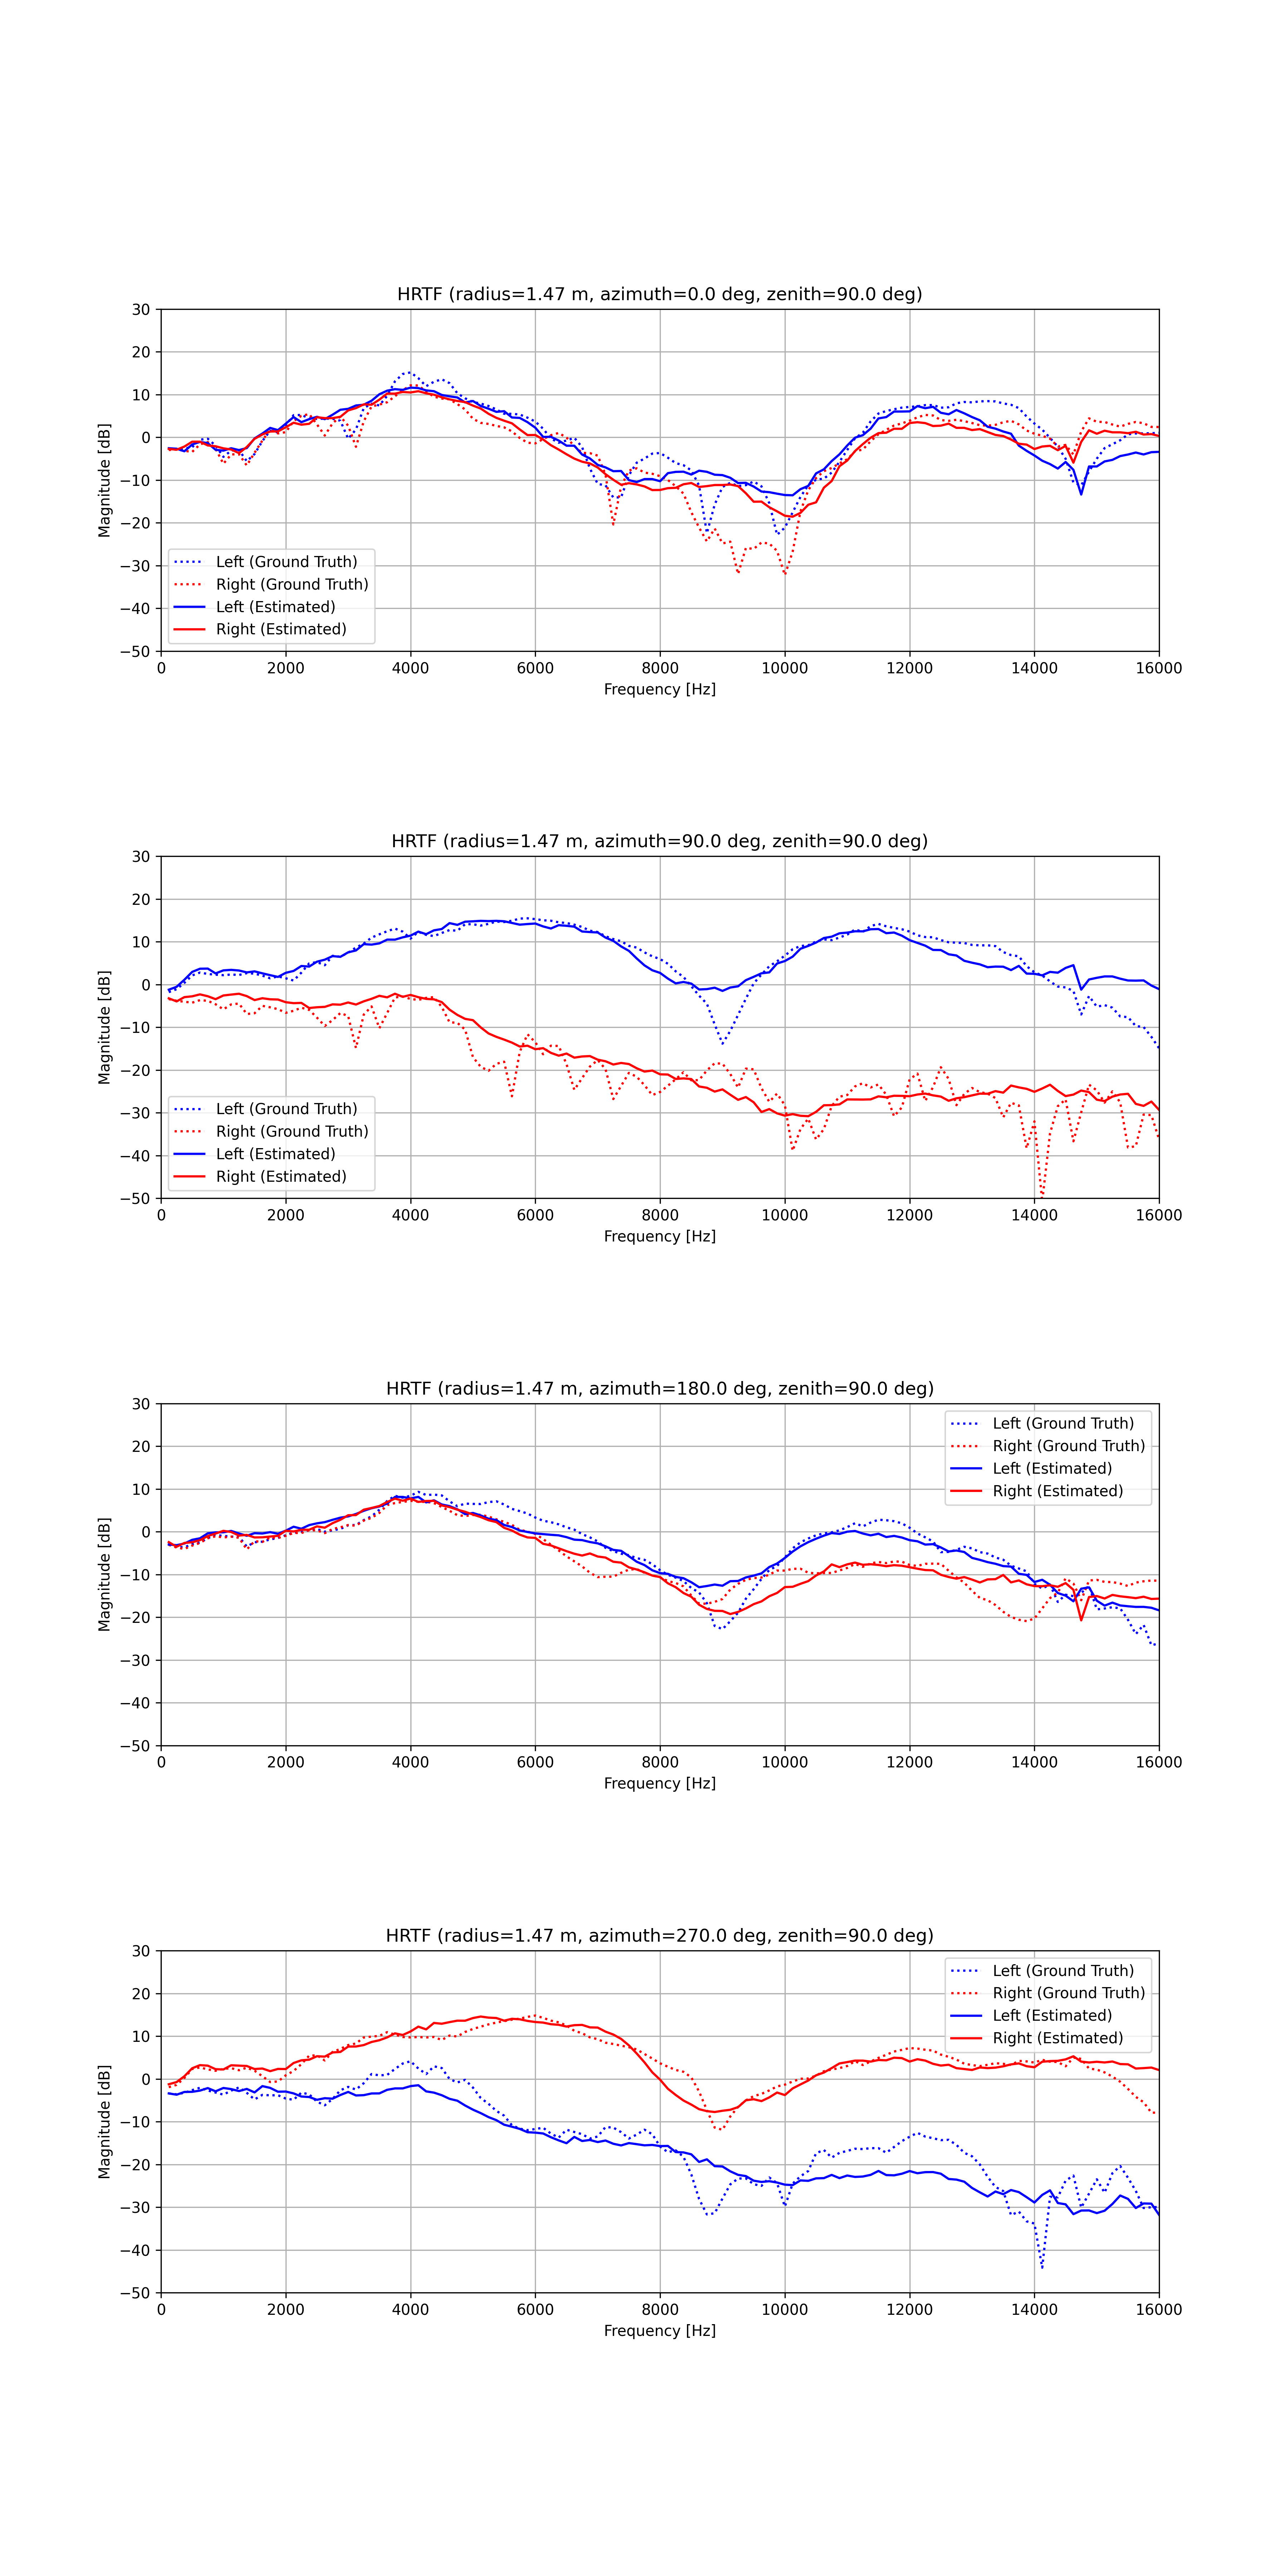 HRTF (radius=1.47 m, azimuth=0.0 deg, zenith=90.0 deg)
30
20
10
0
−10
−20
−30
−40
−50
Magnitude [dB]
Left (Ground Truth)
Right (Ground Truth)
Left (Estimated)
Right (Estimated)
0 2000 4000 6000 8000 10000 12000 14000 16000
Frequency [Hz]
HRTF (radius=1.47 m, azimuth=90.0 deg, zenith=90.0 deg)
30
20
10
0
−10
−20
−30
−40
−50
Magnitude [dB]
Left (Ground Truth)
Right (Ground Truth)
Left (Estimated)
Right (Estimated)
0 2000 4000 6000 8000 10000 12000 14000 16000
Frequency [Hz]
HRTF (radius=1.47 m, azimuth=180.0 deg, zenith=90.0 deg)
30
20
10
0
−10
−20
−30
−40
−50
Magnitude [dB]
Left (Ground Truth)
Right (Ground Truth)
Left (Estimated)
Right (Estimated)
0 2000 4000 6000 8000 10000 12000 14000 16000
Frequency [Hz]
HRTF (radius=1.47 m, azimuth=270.0 deg, zenith=90.0 deg)
30
20
10
0
−10
−20
−30
−40
−50
Magnitude [dB]
Left (Ground Truth)
Right (Ground Truth)
Left (Estimated)
Right (Estimated)
0 2000 4000 6000 8000 10000 12000 14000 16000
Frequency [Hz]